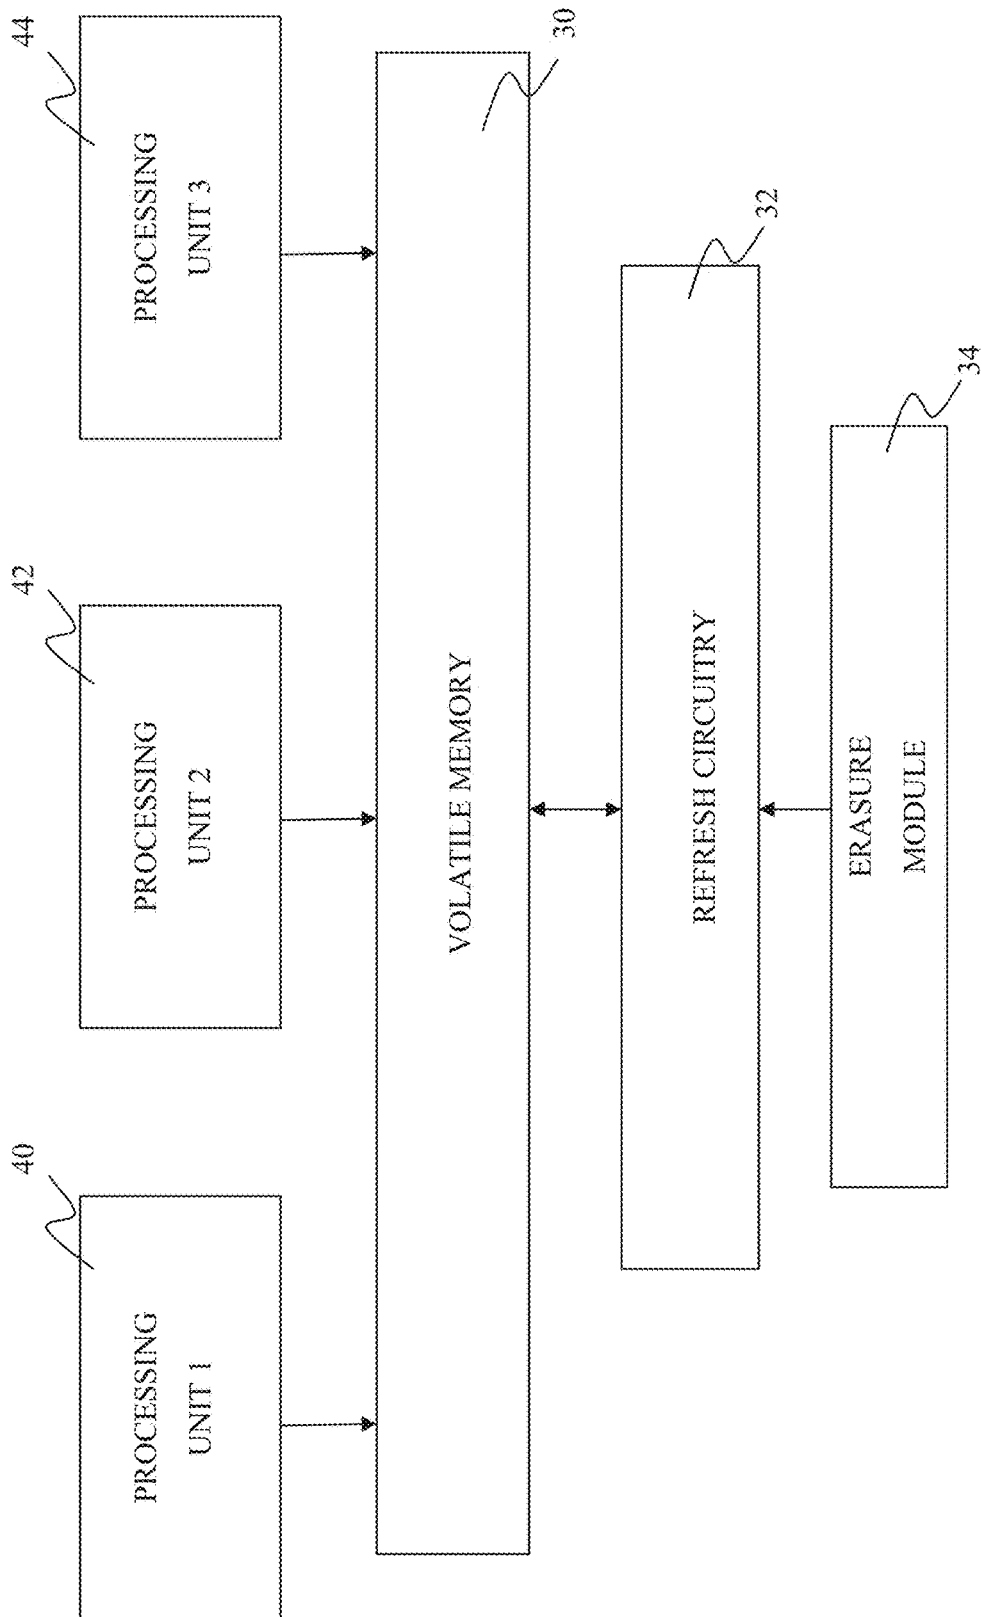 40
PROCESSING
UNIT 1
42
PROCESSING
UNIT 2
44
PROCESSING
UNIT 3
VOLATILE MEMORY
30
REFRESH CIRCUITRY
32
ERASURE
MODULE
34